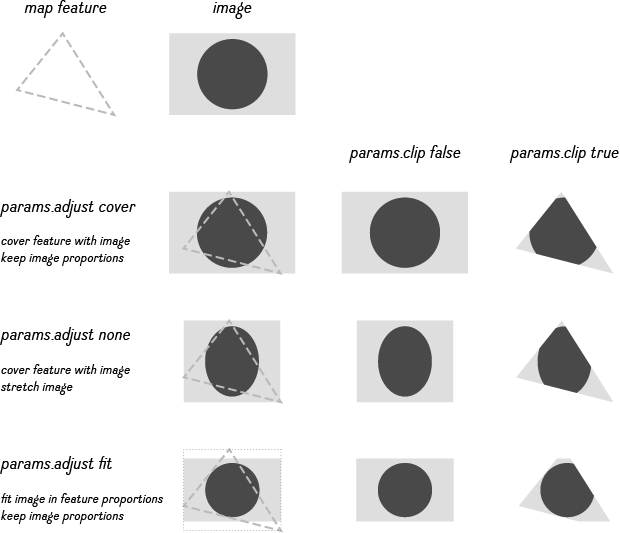 map feature image
params.clip false params.clip true
params.adjust cover
cover feature with image
keep image proportions
params.adjust none
cover feature with image
stretch image
params.adjust fit
fit image in feature proportions
keep image proportions